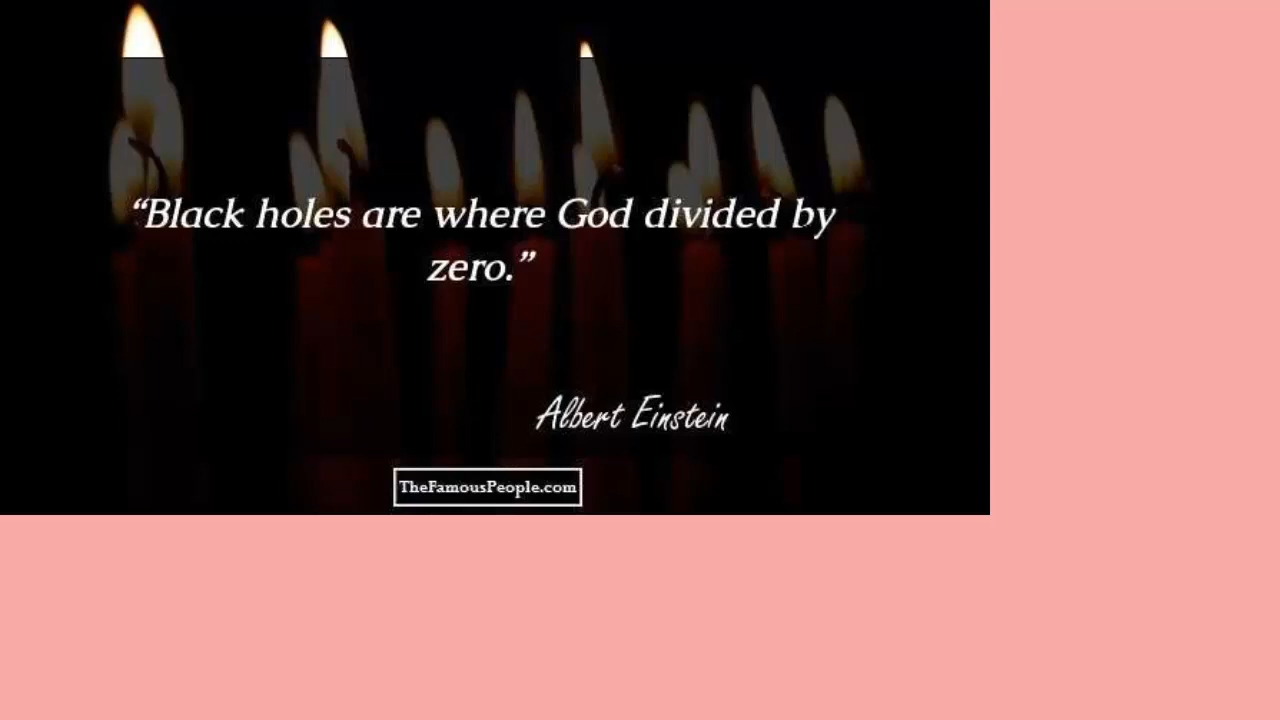 “Black holes are where God divided by
zero.”
Albert Einstein
TheFamousPeople.com